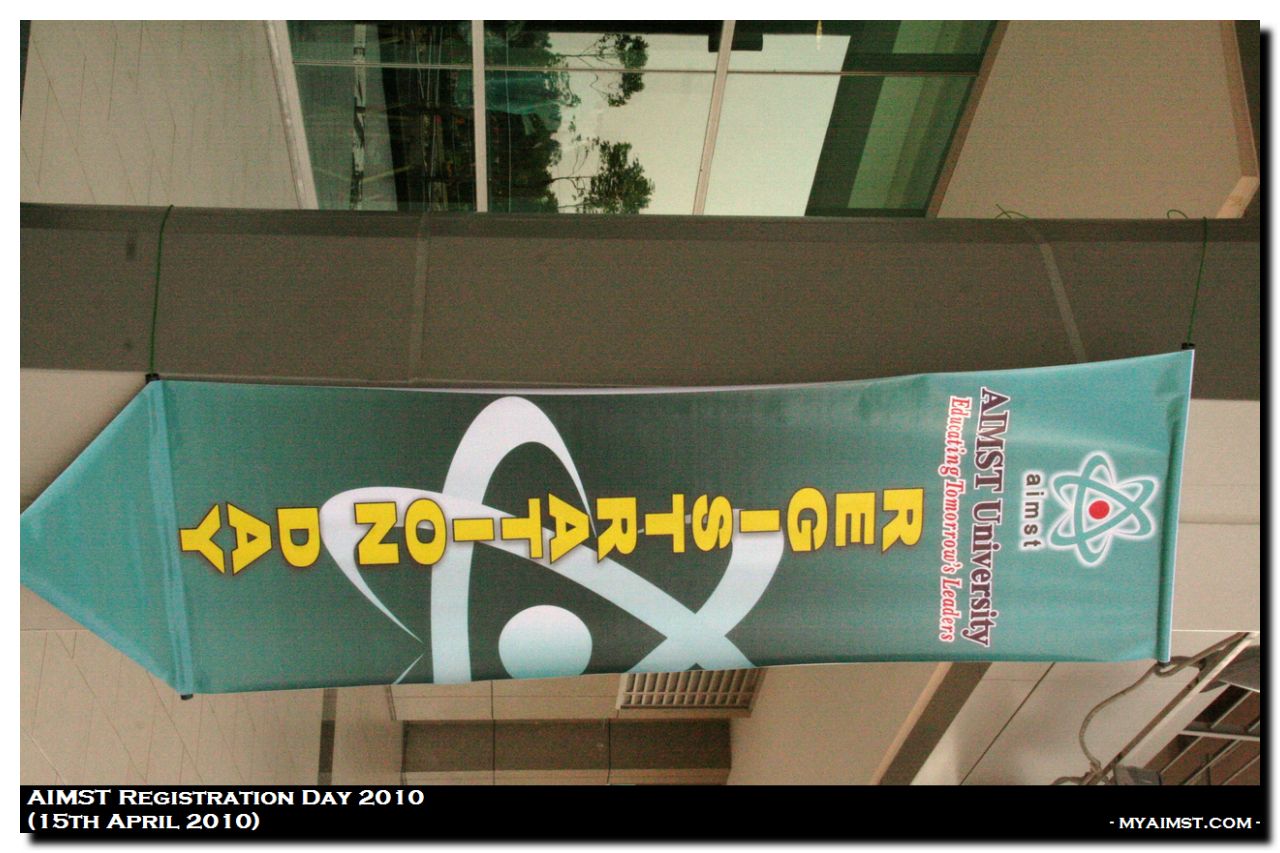 aimst
AIMST University
Educating Tomorrow's Leaders
REGISTRATION DAY
AIMST Registration Day 2010
(15th April 2010)
- myaimst.com -